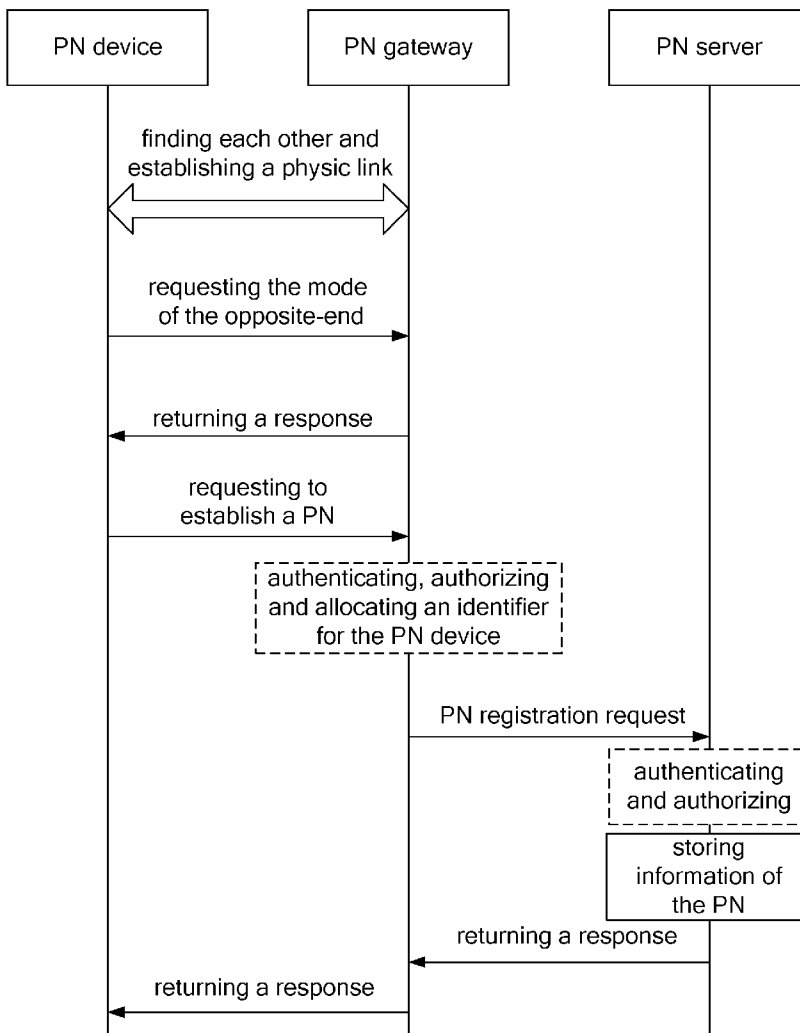 PN device
PN gateway
PN server
finding each other and
establishing a physic link
requesting the mode
of the opposite-end
returning a response
requesting to
establish a PN
authenticating, authorizing
and allocating an identifier
for the PN device
PN registration request
authenticating
and authorizing
storing
information of
the PN
returning a response
returning a response